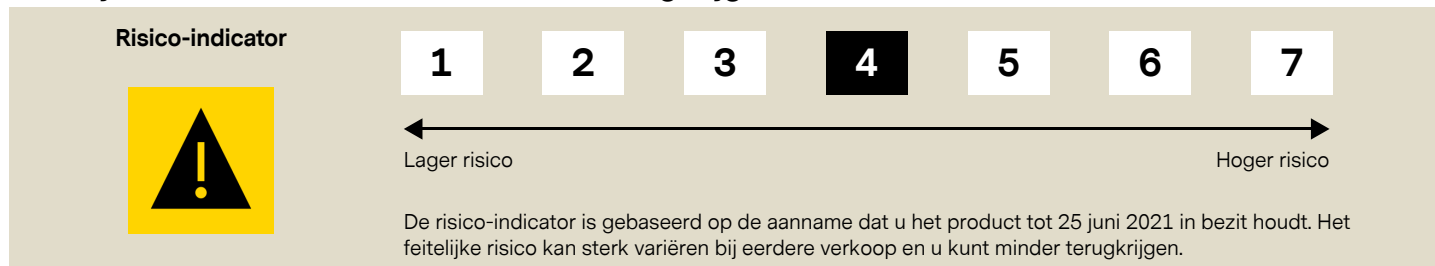 Risico-indicator
1 2 3 4 5 6 7
Lager risico Hoger risico
De risico-indicator is gebaseerd op de aanname dat u het product tot 25 juni 2021 in bezit houdt. Het
feitelijke risico kan sterk variëren bij eerdere verkoop en u kunt minder terugkrijgen.